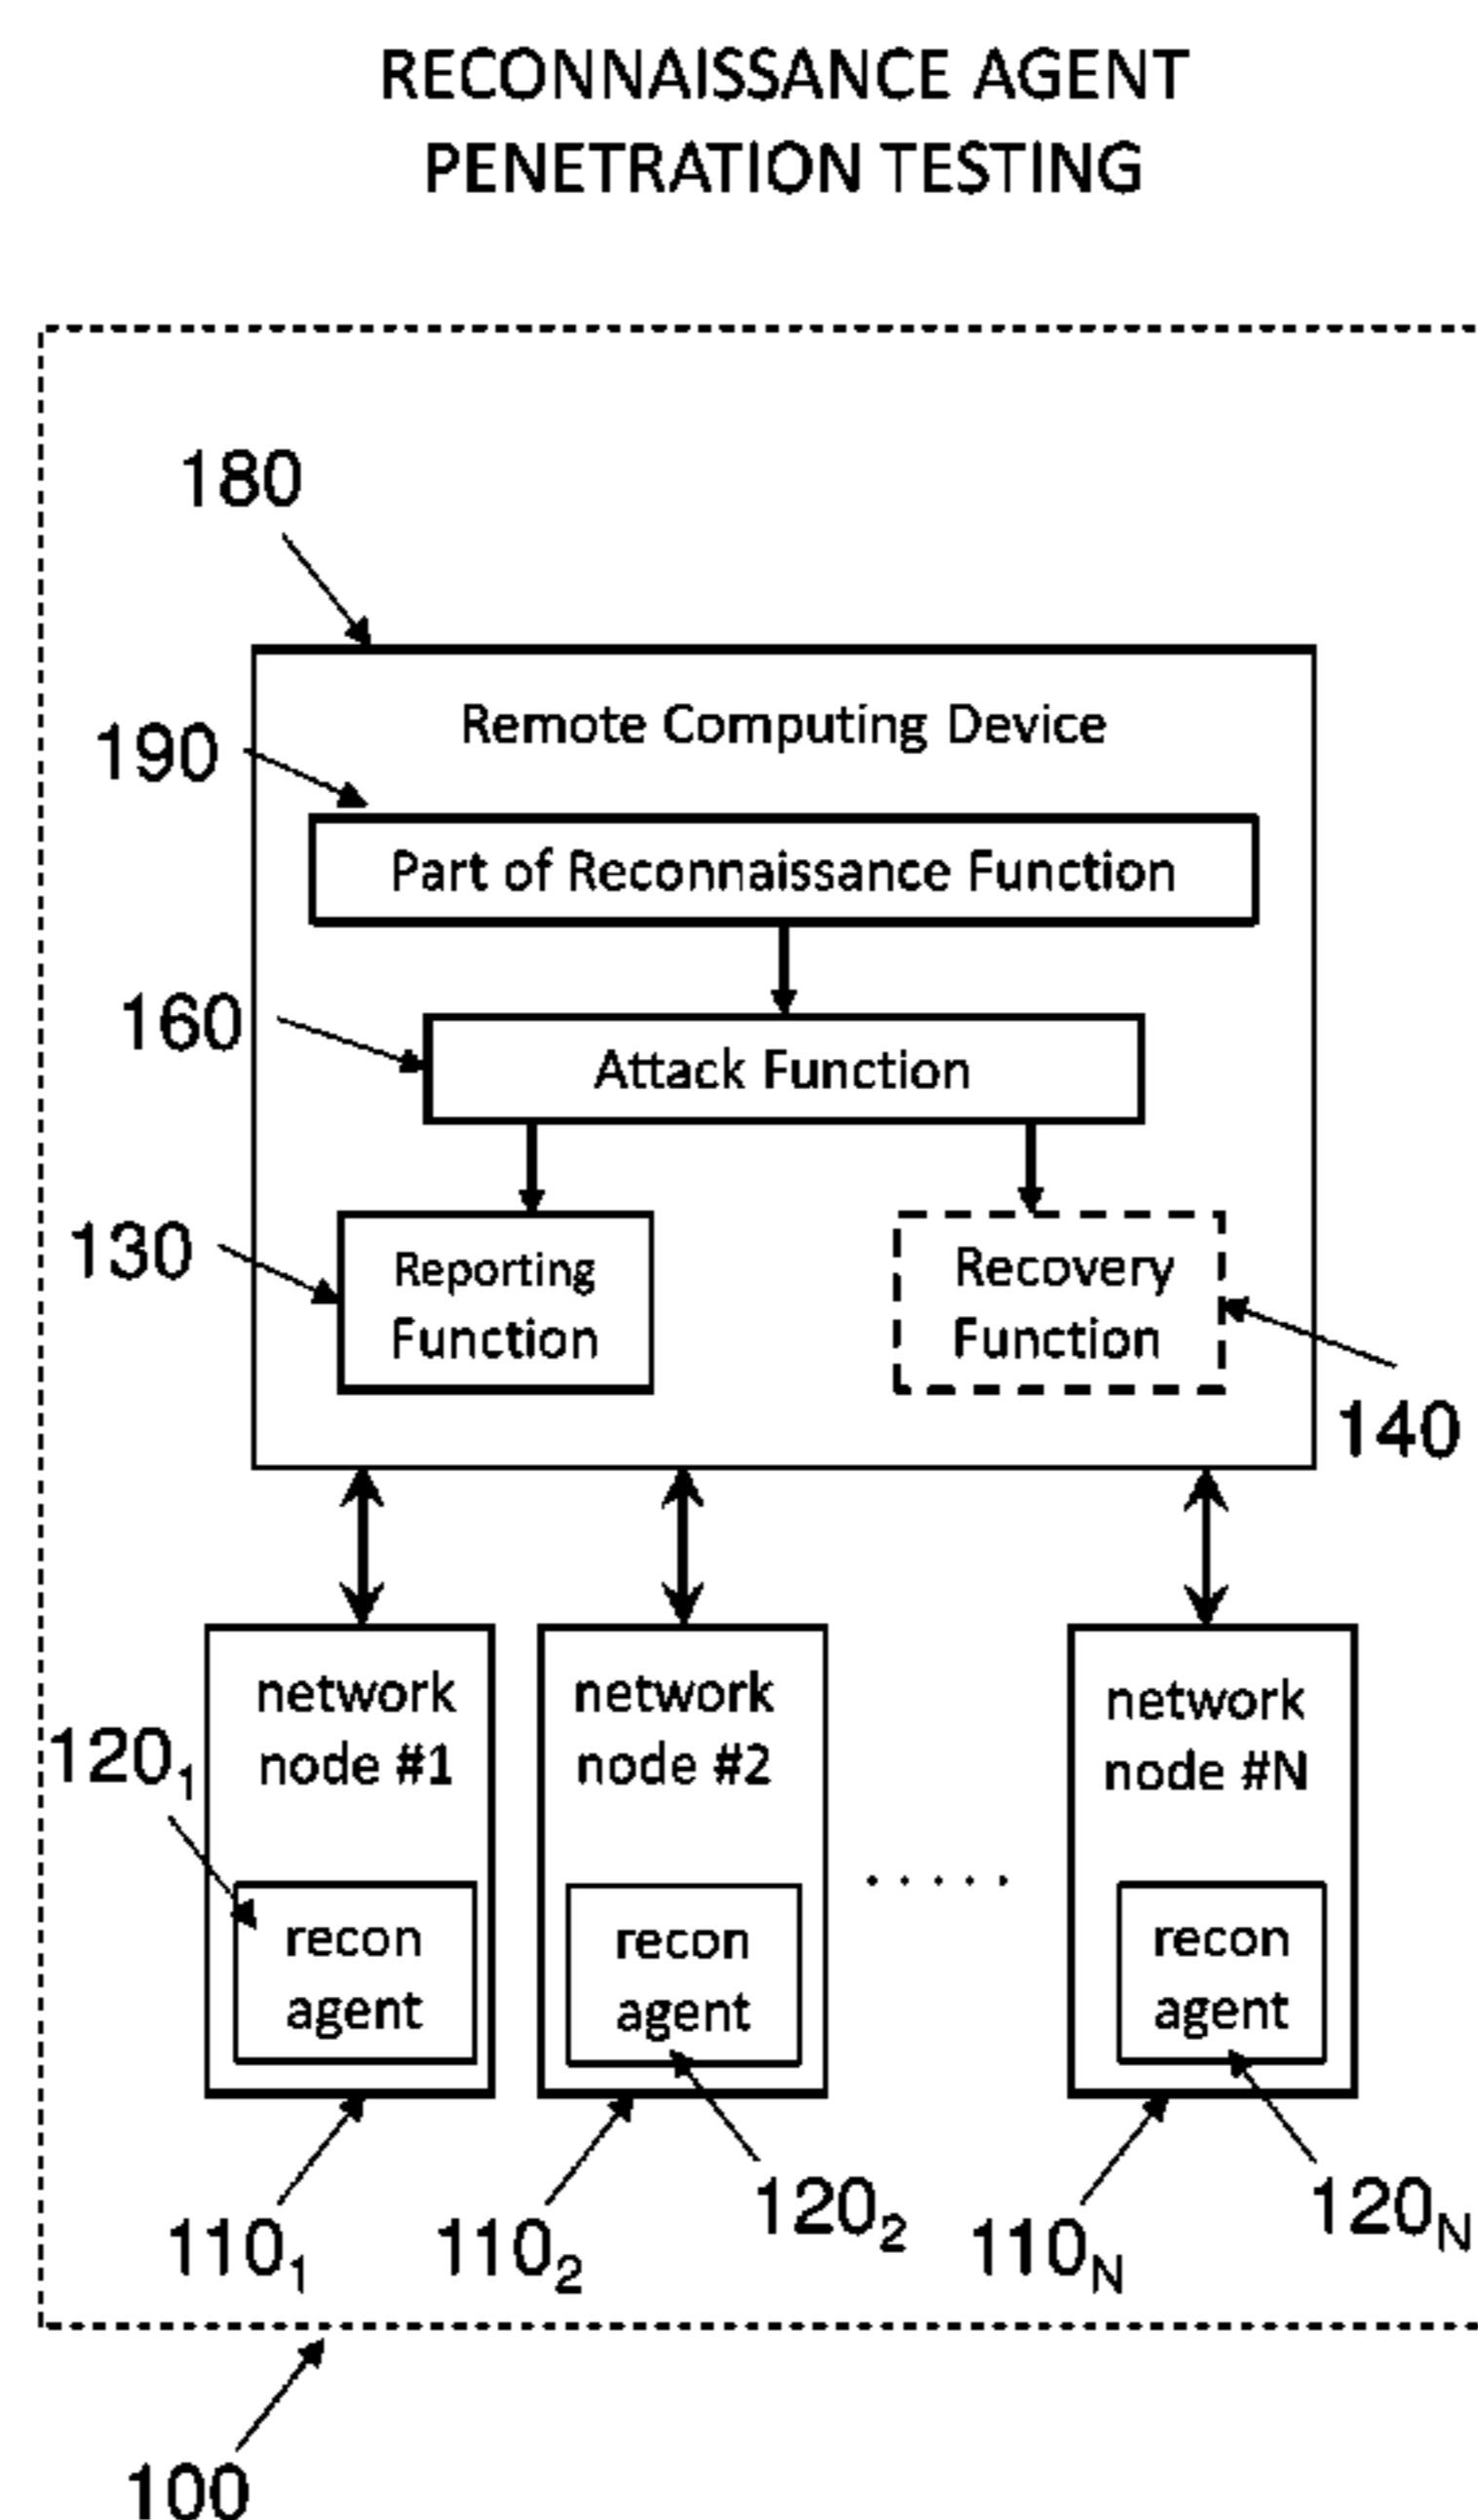 RECONNAISSANCE AGENT
PENETRATION TESTING
180
Remote Computing Device
190
Part of Reconnaissance Function
160
Attack Function
130
Reporting
Function
Recovery
Function
140
network
node #1
network
node #2
network
node #N
120₁
recon
agent
recon
agent
. . . . .
recon
agent
110₁
110₂
120₂
110N
120N
100